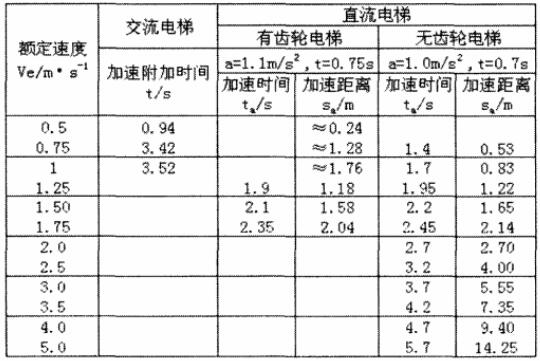 额定速度
Ve/m·s⁻¹
交流电梯
直流电梯
加速附加时间
t/s
有齿轮电梯
无齿轮电梯
a=1.1m/s²,t=0.75s
a=1.0m/s²,t=0.7s
加速时间
tₐ/s
加速距离
sₐ/m
加速时间
tₐ/s
加速距离
sₐ/m
0.5 0.94 ≈0.24
0.75 3.42 ≈1.28 1.4 0.53
1 3.52 ≈1.76 1.7 0.83
1.25 1.9 1.18 1.95 1.22
1.50 2.1 1.58 2.2 1.65
1.75 2.35 2.04 2.45 2.14
2.0 2.7 2.70
2.5 3.2 4.00
3.0 3.7 5.55
3.5 4.2 7.35
4.0 4.7 9.40
5.0 5.7 14.25